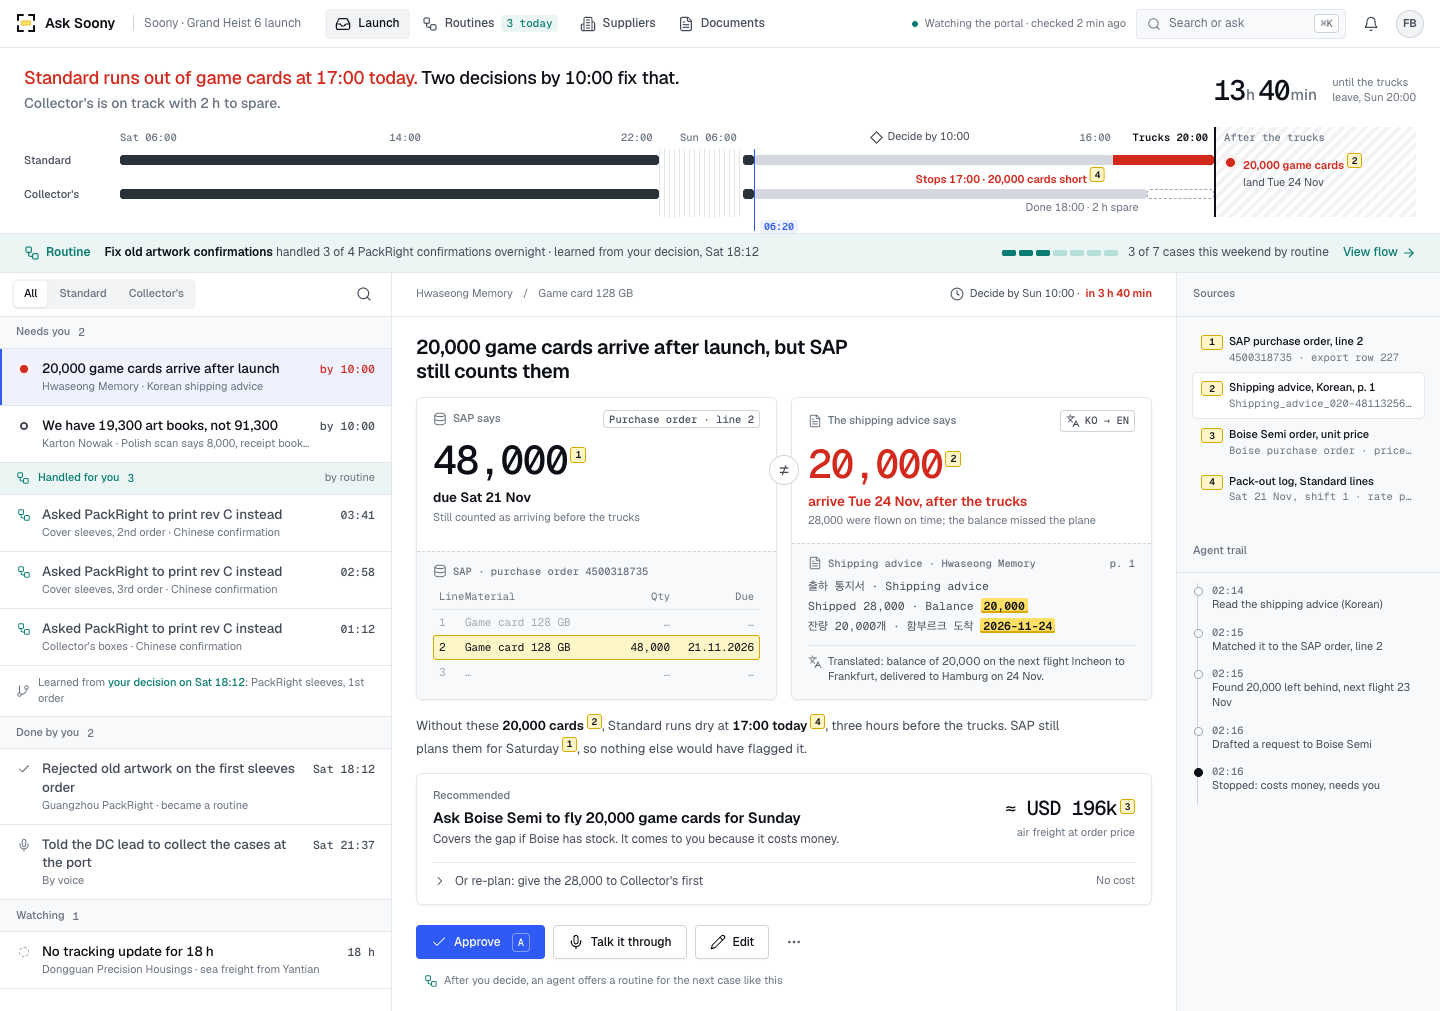 Ask Soony
Soony · Grand Heist 6 launch
Launch
Routines 3 today
Suppliers
Documents
Watching the portal · checked 2 min ago
Search or ask ⌘K
FB
Standard runs out of game cards at 17:00 today. Two decisions by 10:00 fix that.
Collector's is on track with 2 h to spare.
13h 40min
until the trucks
leave, Sun 20:00
Sat 06:00 14:00 22:00 Sun 06:00 Decide by 10:00 16:00 Trucks 20:00 After the trucks
Standard
20,000 game cards 2
land Tue 24 Nov
Stops 17:00 · 20,000 cards short 4
Collector's
Done 18:00 · 2 h spare
06:20
Routine Fix old artwork confirmations handled 3 of 4 PackRight confirmations overnight · learned from your decision, Sat 18:12
3 of 7 cases this weekend by routine View flow →
All Standard Collector's
Needs you 2
20,000 game cards arrive after launch by 10:00
Hwaseong Memory · Korean shipping advice
We have 19,300 art books, not 91,300 by 10:00
Karton Nowak · Polish scan says 8,000, receipt book…
Handled for you 3 by routine
Asked PackRight to print rev C instead 03:41
Cover sleeves, 2nd order · Chinese confirmation
Asked PackRight to print rev C instead 02:58
Cover sleeves, 3rd order · Chinese confirmation
Asked PackRight to print rev C instead 01:12
Collector's boxes · Chinese confirmation
Learned from your decision on Sat 18:12: PackRight sleeves, 1st
order
Done by you 2
Rejected old artwork on the first sleeves Sat 18:12
order
Guangzhou PackRight · became a routine
Told the DC lead to collect the cases at Sat 21:37
the port
By voice
Watching 1
No tracking update for 18 h 18 h
Dongguan Precision Housings · sea freight from Yantian
Hwaseong Memory / Game card 128 GB
Decide by Sun 10:00 · in 3 h 40 min
20,000 game cards arrive after launch, but SAP
still counts them
SAP says Purchase order · line 2
48,000 1
due Sat 21 Nov
Still counted as arriving before the trucks
SAP · purchase order 4500318735
Line Material Qty Due
1 Game card 128 GB … …
2 Game card 128 GB 48,000 21.11.2026
3 … … …
≠
The shipping advice says KO → EN
20,000 2
arrive Tue 24 Nov, after the trucks
28,000 were flown on time; the balance missed the plane
Shipping advice · Hwaseong Memory p. 1
출하 통지서 · Shipping advice
Shipped 28,000 · Balance 20,000
잔량 20,000개 · 함부르크 도착 2026-11-24
Translated: balance of 20,000 on the next flight Incheon to
Frankfurt, delivered to Hamburg on 24 Nov.
Without these 20,000 cards 2, Standard runs dry at 17:00 today 4, three hours before the trucks. SAP still
plans them for Saturday 1, so nothing else would have flagged it.
Recommended
Ask Boise Semi to fly 20,000 game cards for Sunday
Covers the gap if Boise has stock. It comes to you because it costs money.
≈ USD 196k 3
air freight at order price
Or re-plan: give the 28,000 to Collector's first No cost
Approve A
Talk it through
Edit
After you decide, an agent offers a routine for the next case like this
Sources
1 SAP purchase order, line 2
4500318735 · export row 227
2 Shipping advice, Korean, p. 1
Shipping_advice_020-48113256…
3 Boise Semi order, unit price
Boise purchase order · price…
4 Pack-out log, Standard lines
Sat 21 Nov, shift 1 · rate p…
Agent trail
02:14
Read the shipping advice (Korean)
02:15
Matched it to the SAP order, line 2
02:15
Found 20,000 left behind, next flight 23
Nov
02:16
Drafted a request to Boise Semi
02:16
Stopped: costs money, needs you